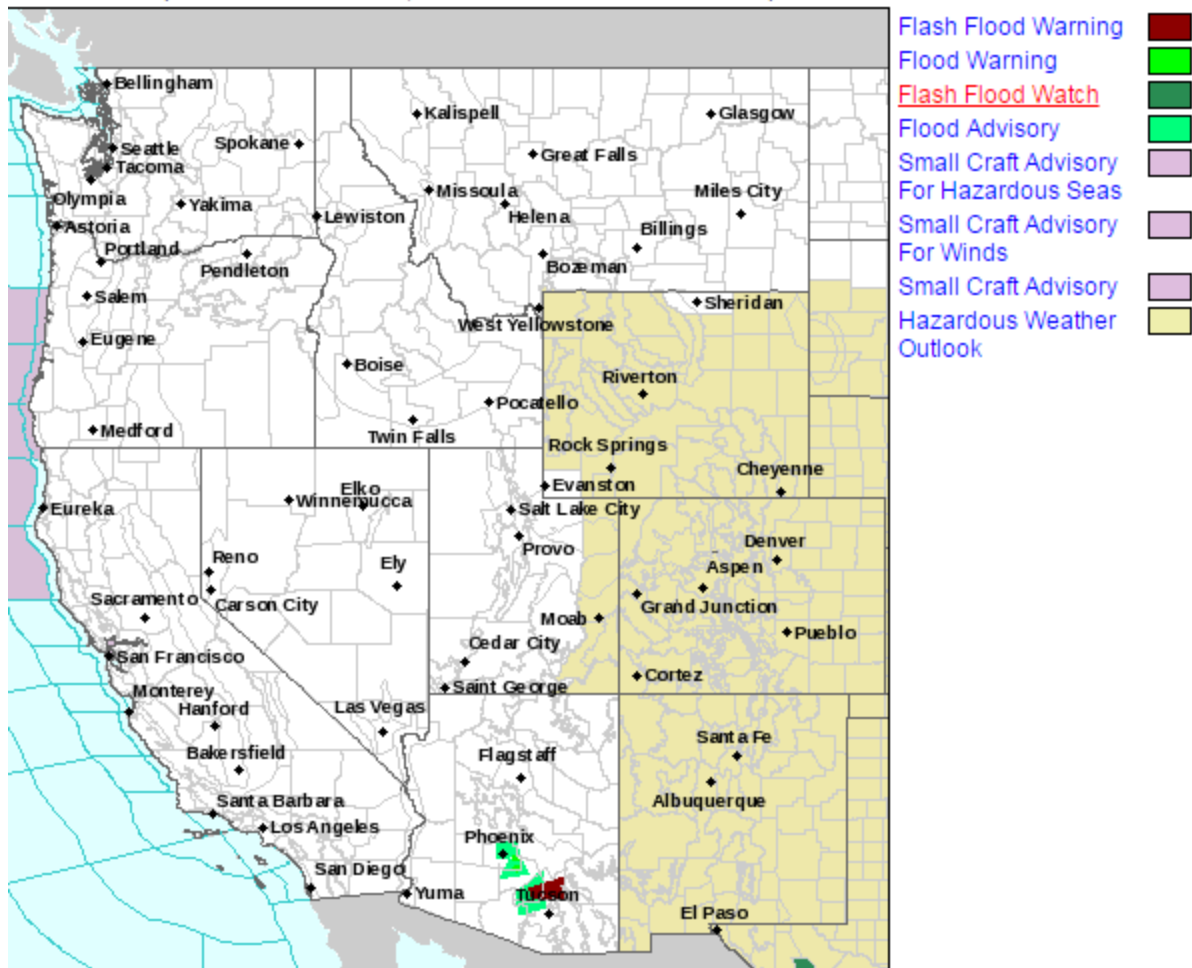 Flash Flood Warning
Flood Warning
Flash Flood Watch
Flood Advisory
Small Craft Advisory
For Hazardous Seas
Small Craft Advisory
For Winds
Small Craft Advisory
Hazardous Weather
Outlook
Bellingham
Kalispell
Glasgow
Seattle
Spokane
Great Falls
Tacoma
Missoula
Miles City
Olympia
Yakima
Lewiston
Helena
Astoria
Billings
Portland
Pendleton
Bozeman
Salem
Sheridan
West Yellowstone
Eugene
Boise
Riverton
Pocatello
Medford
Twin Falls
Rock Springs
Cheyenne
Elko
Evanston
Winnemucca
Eureka
Salt Lake City
Denver
Provo
Reno
Ely
Aspen
Sacramento
Carson City
Grand Junction
Moab
Pueblo
Cedar City
San Francisco
Cortez
Saint George
Monterey
Hanford
Las Vegas
Santa Fe
Bakersfield
Flagstaff
Santa Barbara
Albuquerque
Los Angeles
Phoenix
San Diego
Yuma
Tucson
El Paso